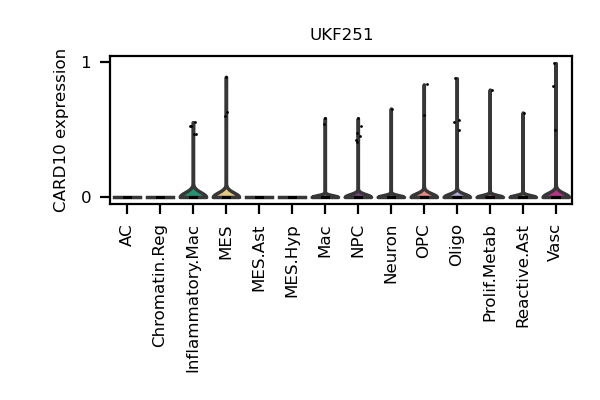 UKF251
CARD10 expression
1
0
AC
Chromatin.Reg
Inflammatory.Mac
MES
MES.Ast
MES.Hyp
Mac
NPC
Neuron
OPC
Oligo
Prolif.Metab
Reactive.Ast
Vasc